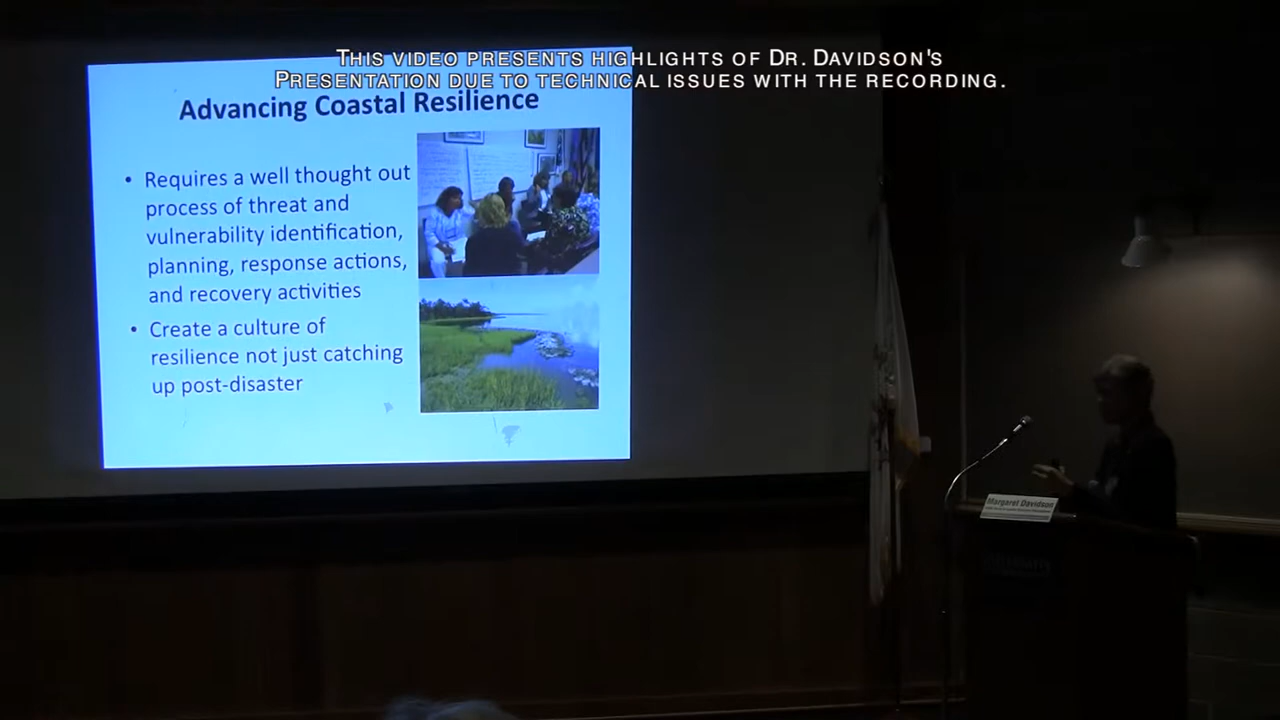 THIS VIDEO PRESENTS HIGHLIGHTS OF DR. DAVIDSON'S
PRESENTATION DUE TO TECHNICAL ISSUES WITH THE RECORDING.
Advancing Coastal Resilience
• Requires a well thought out
process of threat and
vulnerability identification,
planning, response actions,
and recovery activities
• Create a culture of
resilience not just catching
up post-disaster
Margaret Davidson